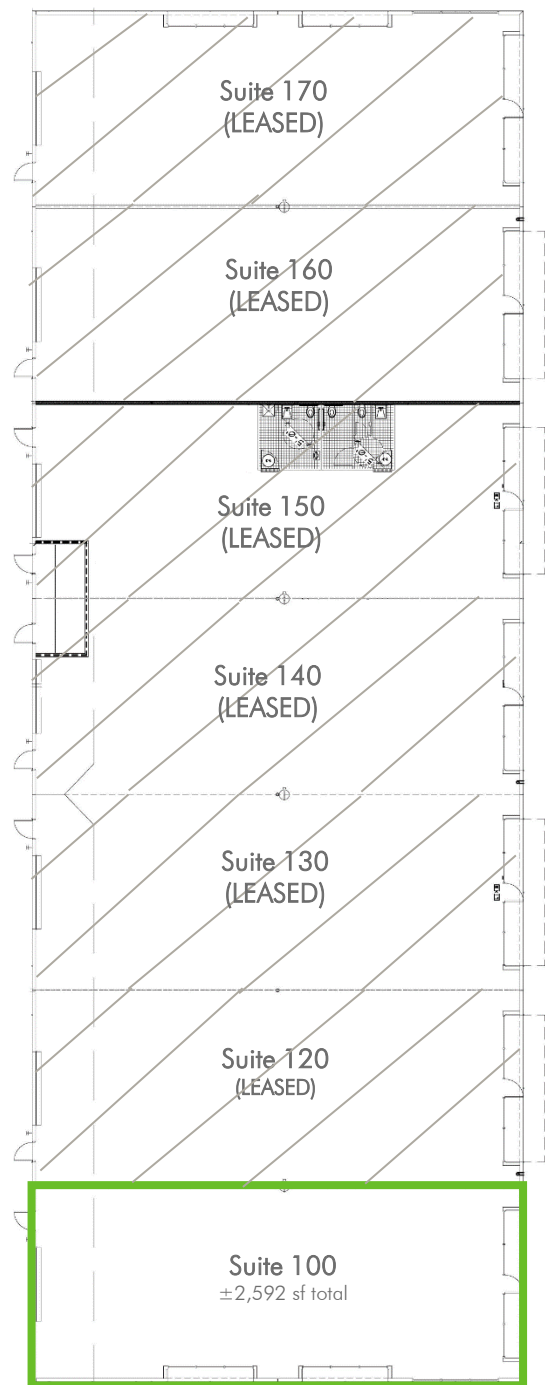 Suite 170
(LEASED)
Suite 160
(LEASED)
Suite 150
(LEASED)
Suite 140
(LEASED)
Suite 130
(LEASED)
Suite 120
(LEASED)
Suite 100
±2,592 sf total